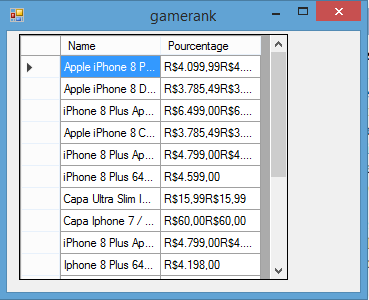 gamerank
Name Pourcentage
Apple iPhone 8 P... R$4.099,99R$4....
Apple iPhone 8 D... R$3.785,49R$3....
iPhone 8 Plus Ap... R$6.499,00R$6....
Apple iPhone 8 C... R$3.785,49R$3....
iPhone 8 Plus Ap... R$4.799,00R$4....
iPhone 8 Plus 64... R$4.599,00
Capa Ultra Slim I... R$15,99R$15,99
Capa Iphone 7 / ... R$60,00R$60,00
iPhone 8 Plus Ap... R$4.799,00R$4....
Iphone 8 Plus 64... R$4.198,00